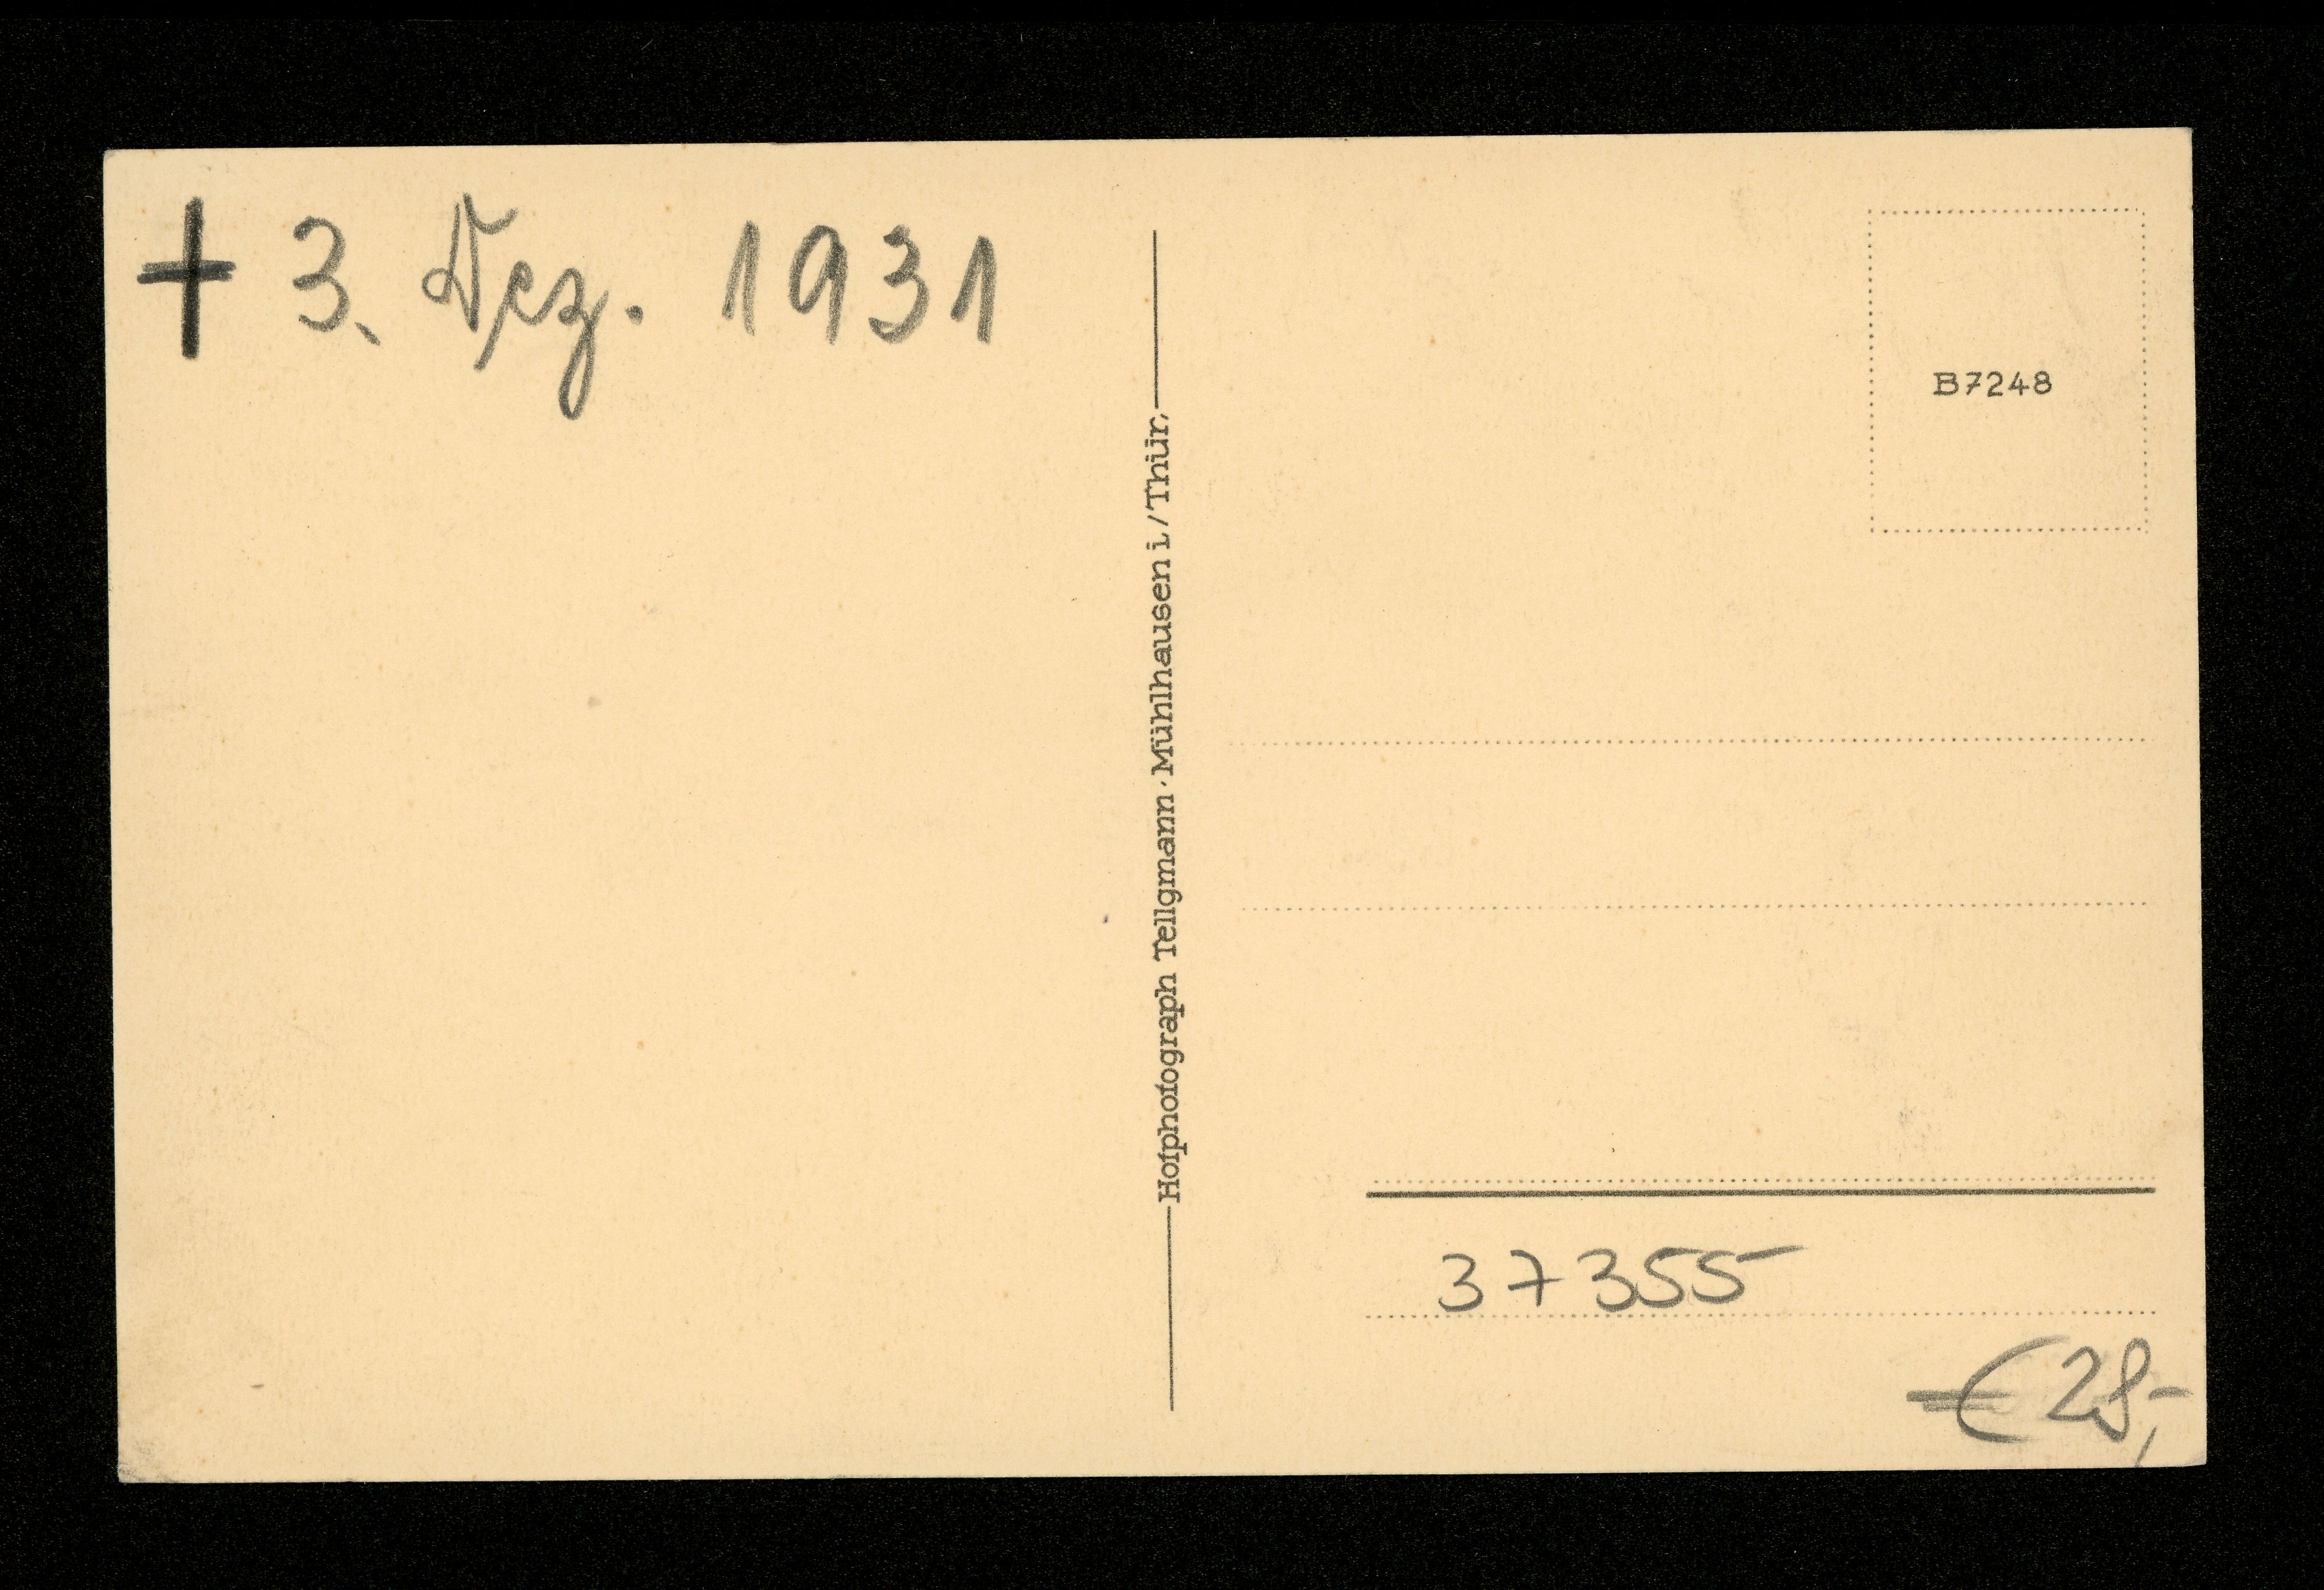 + 3. Dez. 1931
Hofphotograph Tellgmann · Mühlhausen i/Thür.
B7248
37355
€ 28,-